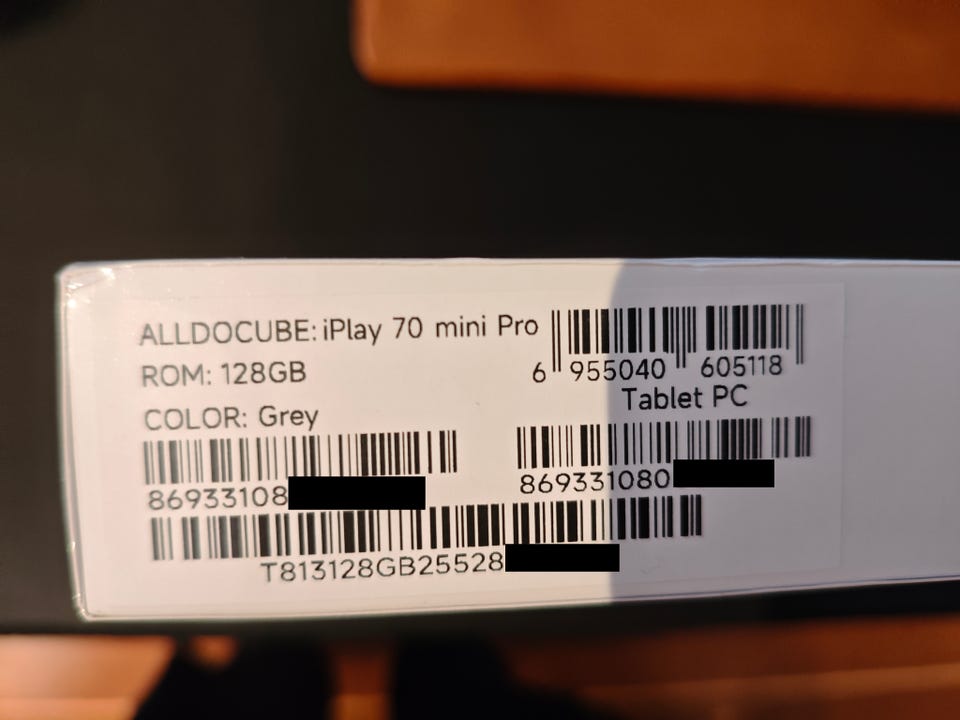 ALLDOCUBE: iPlay 70 mini Pro
ROM: 128GB
COLOR: Grey
6 955040 605118
Tablet PC
86933108
869331080
T813128GB25528